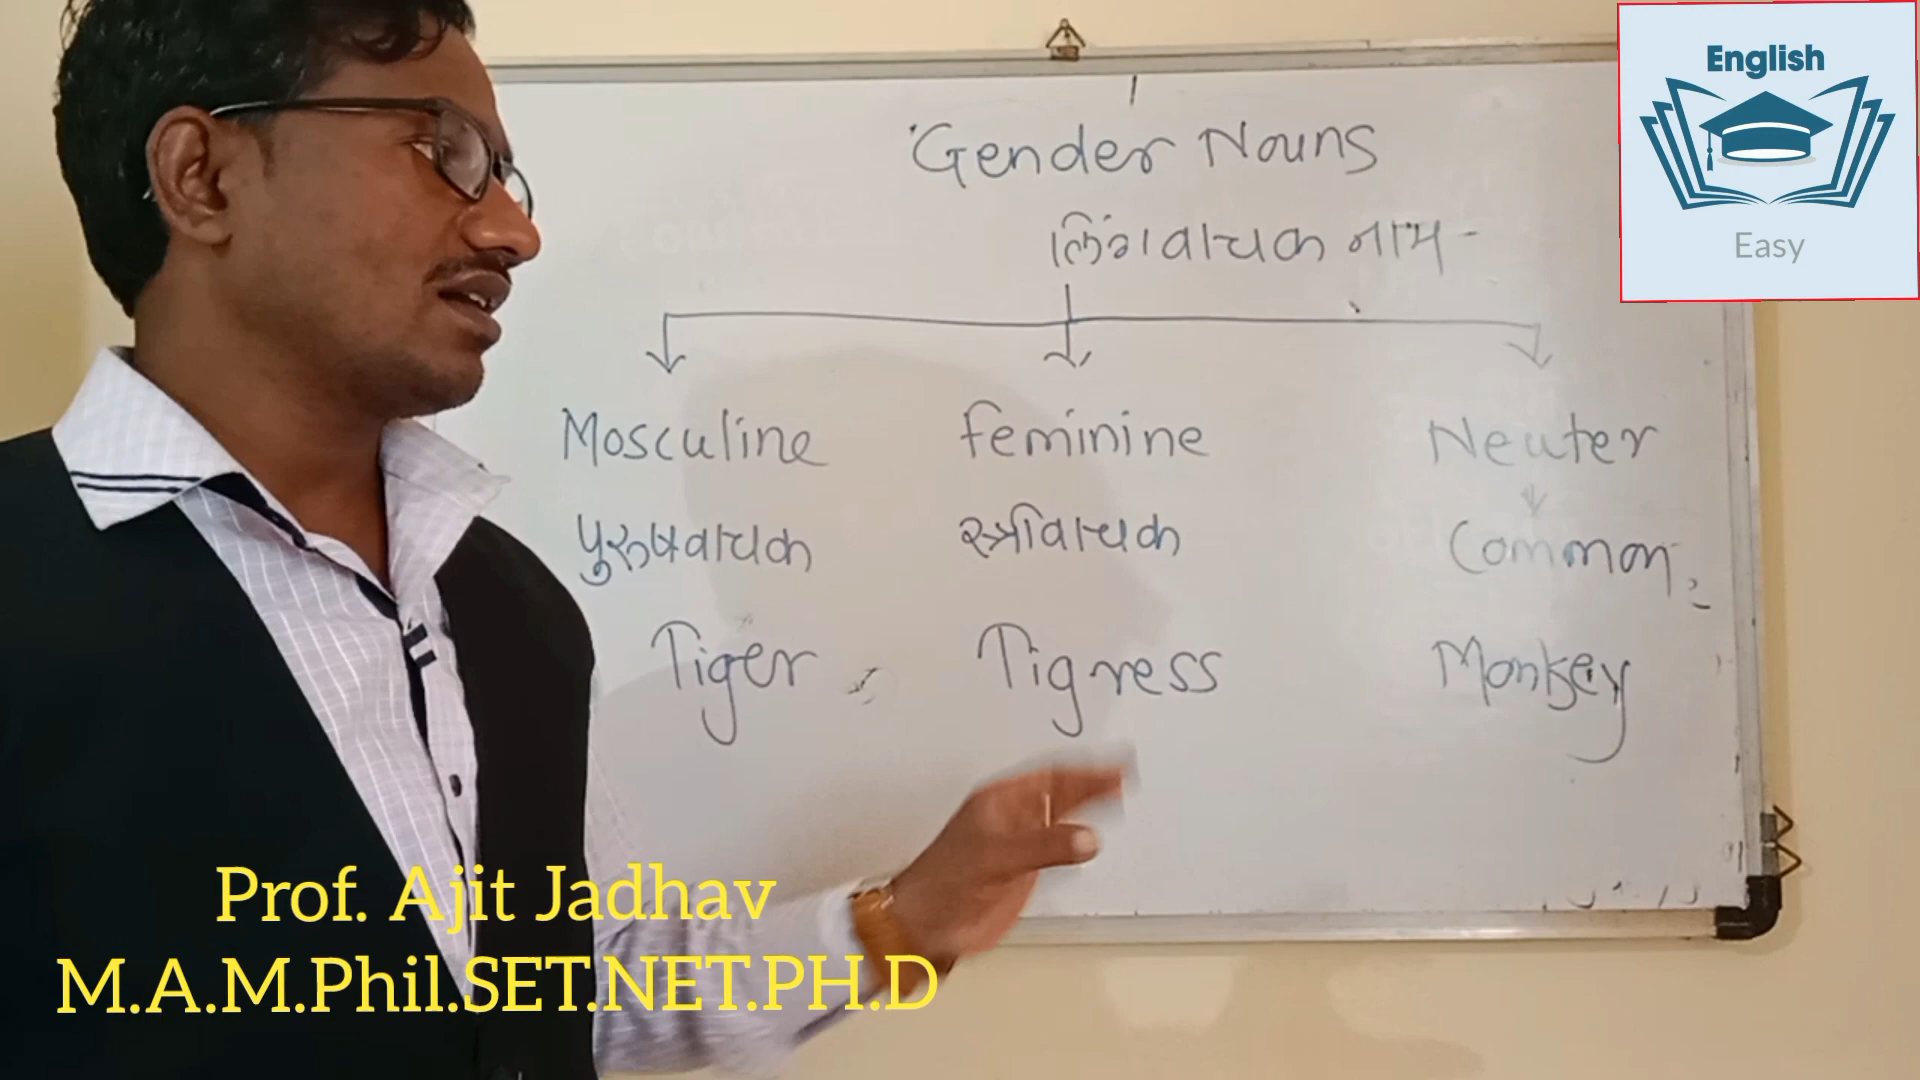 Gender Nouns
लिंगवाचक नाम -
Mosculine feminine Neuter
पुरुषवाचक स्त्रीवाचक Common
Tiger Tigress Monkey
English
Easy
Prof. Ajit Jadhav
M.A.M.Phil.SET.NET.PH.D